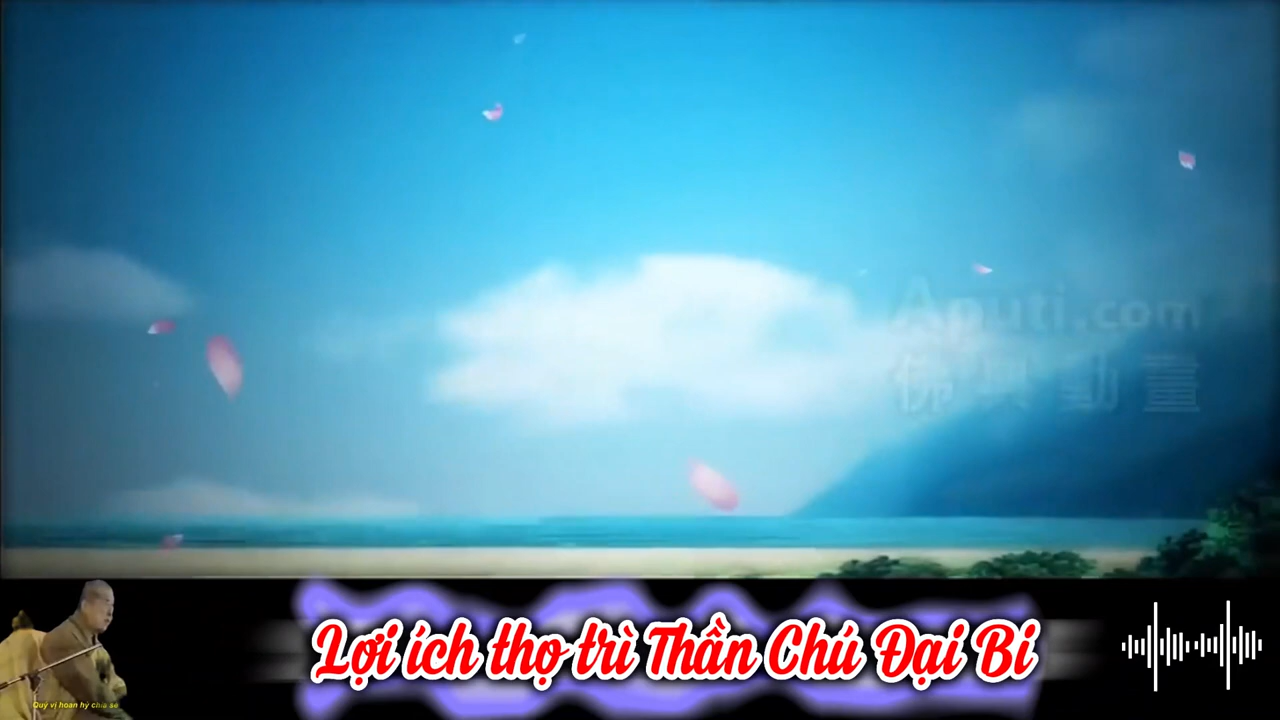 Aputi.com
佛興動畫
Lợi ích thọ trì Thần Chú Đại Bi
Quý vị hoan hỷ chia sẻ